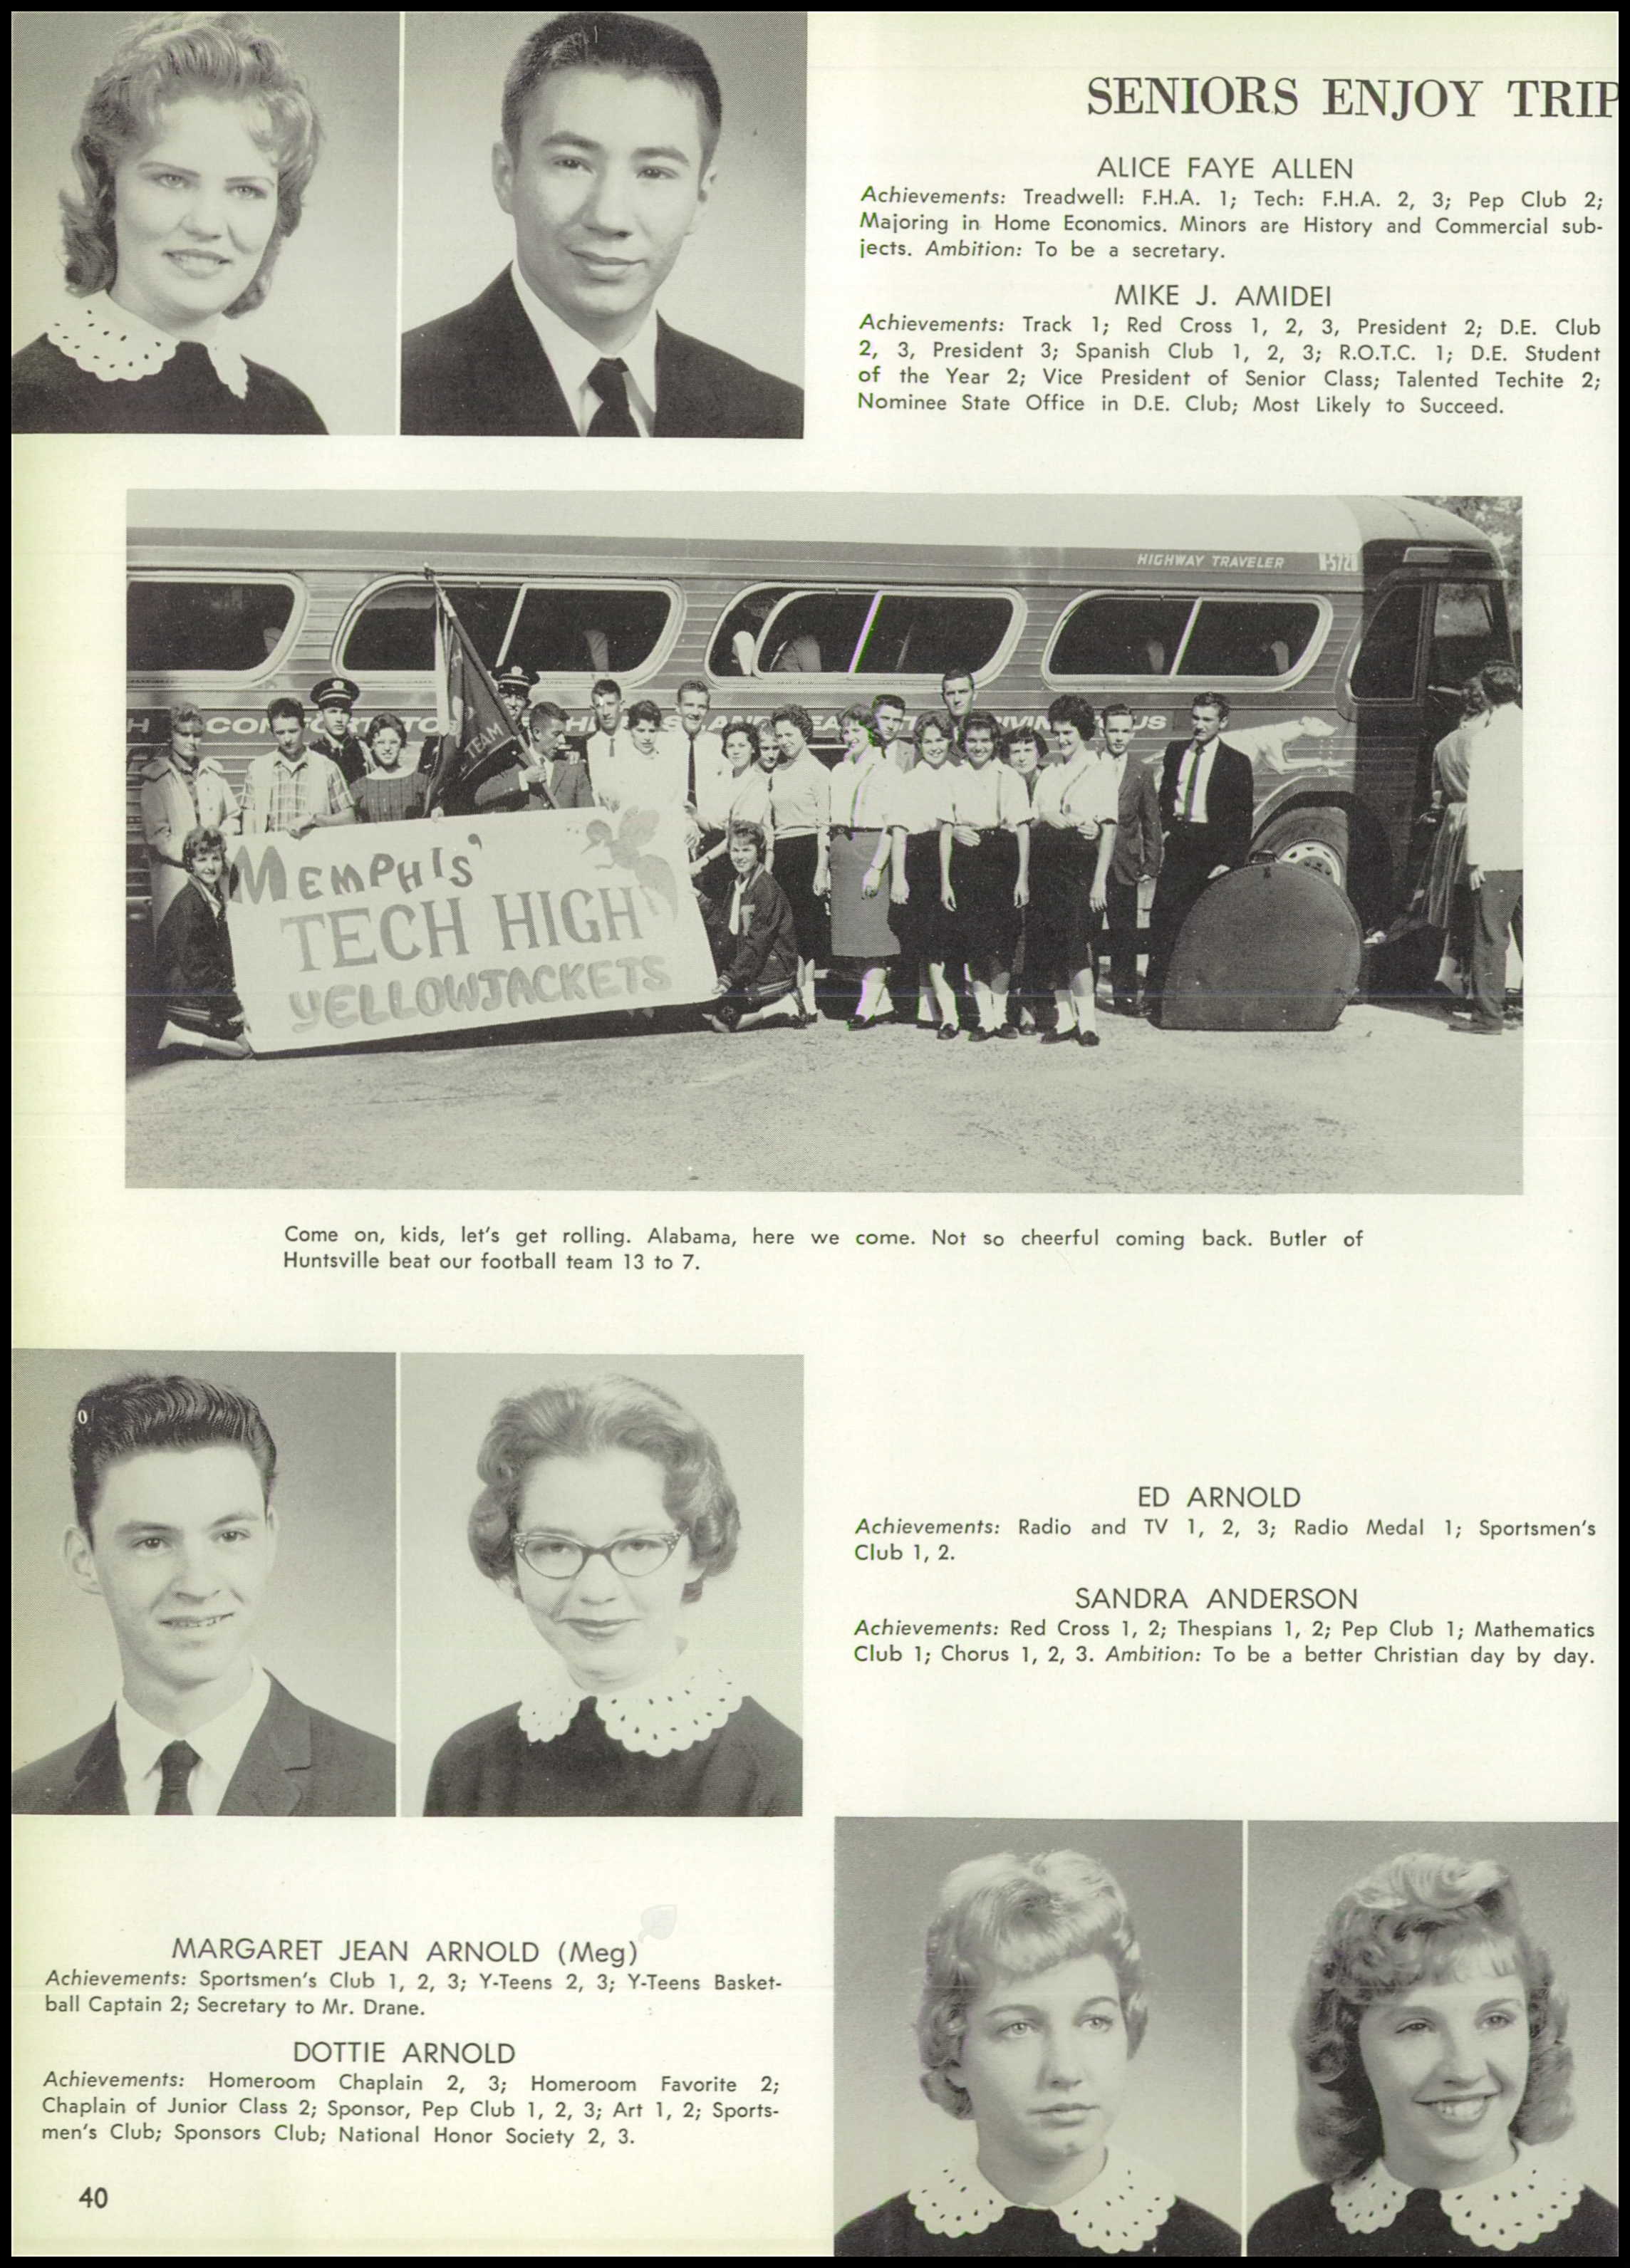 SENIORS ENJOY TRIP
ALICE FAYE ALLEN
Achievements: Treadwell: F.H.A. 1; Tech: F.H.A. 2, 3; Pep Club 2;
Majoring in Home Economics. Minors are History and Commercial sub-
jects. Ambition: To be a secretary.
MIKE J. AMIDEI
Achievements: Track 1; Red Cross 1, 2, 3, President 2; D.E. Club
2, 3, President 3; Spanish Club 1, 2, 3; R.O.T.C. 1; D.E. Student
of the Year 2; Vice President of Senior Class; Talented Techite 2;
Nominee State Office in D.E. Club; Most Likely to Succeed.
HIGHWAY TRAVELER
TEAM
MEMPHIS'
TECH HIGH
YELLOWJACKETS
Come on, kids, let's get rolling. Alabama, here we come. Not so cheerful coming back. Butler of
Huntsville beat our football team 13 to 7.
ED ARNOLD
Achievements: Radio and TV 1, 2, 3; Radio Medal 1; Sportsmen's
Club 1, 2.
SANDRA ANDERSON
Achievements: Red Cross 1, 2; Thespians 1, 2; Pep Club 1; Mathematics
Club 1; Chorus 1, 2, 3. Ambition: To be a better Christian day by day.
MARGARET JEAN ARNOLD (Meg)
Achievements: Sportsmen's Club 1, 2, 3; Y-Teens 2, 3; Y-Teens Basket-
ball Captain 2; Secretary to Mr. Drane.
DOTTIE ARNOLD
Achievements: Homeroom Chaplain 2, 3; Homeroom Favorite 2;
Chaplain of Junior Class 2; Sponsor, Pep Club 1, 2, 3; Art 1, 2; Sports-
men's Club; Sponsors Club; National Honor Society 2, 3.
40